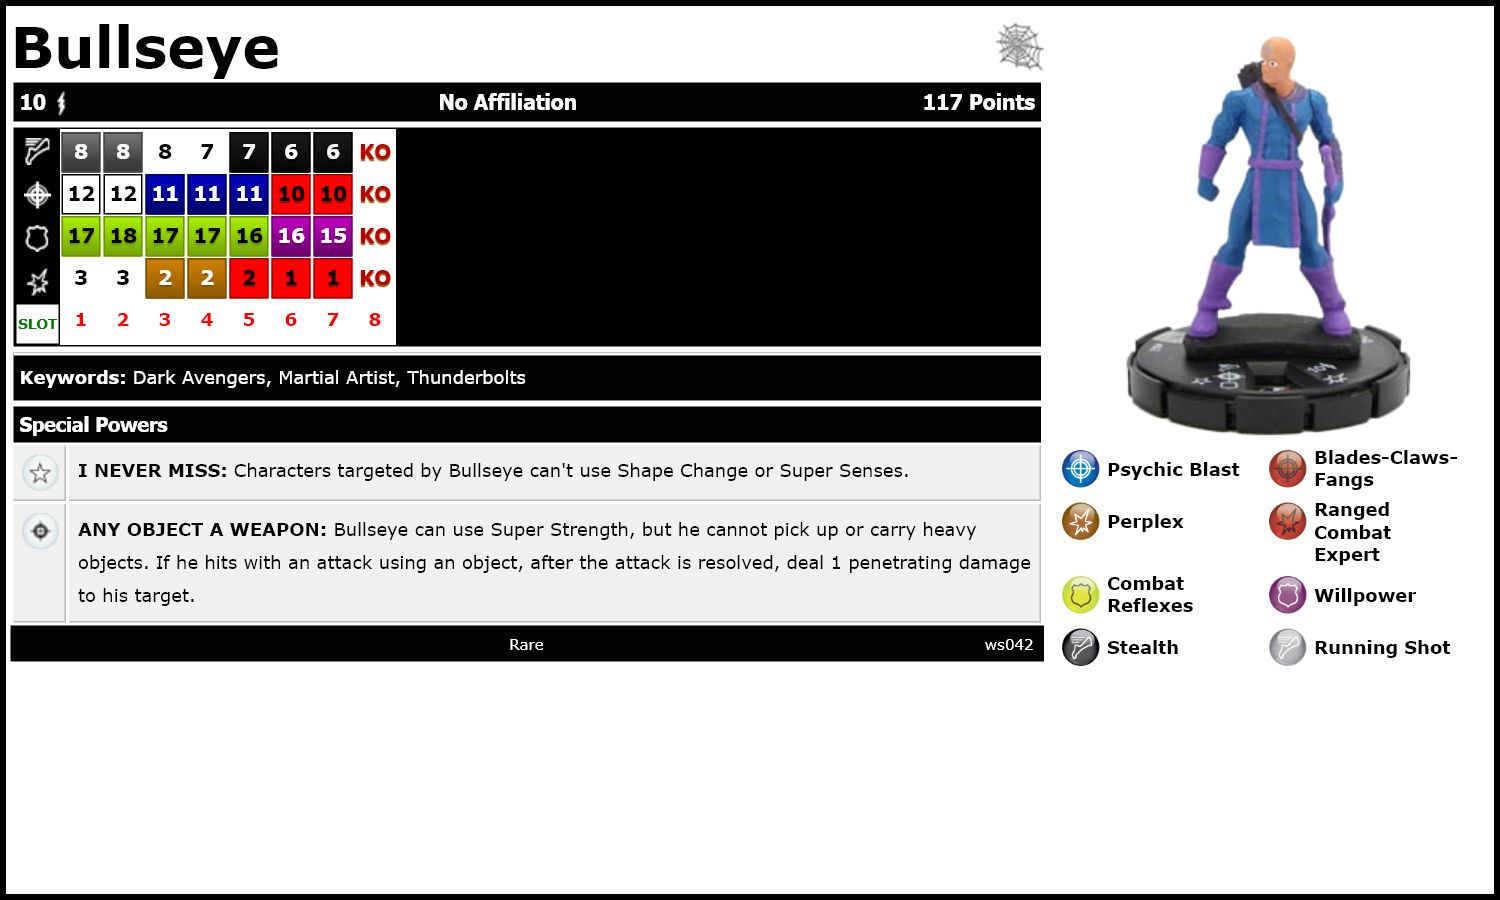 Bullseye
10 No Affiliation 117 Points
8 8 8 7 7 6 6 KO
12 12 11 11 11 10 10 KO
17 18 17 17 16 16 15 KO
3 3 2 2 2 1 1 KO
SLOT 1 2 3 4 5 6 7 8
Keywords: Dark Avengers, Martial Artist, Thunderbolts
Special Powers
I NEVER MISS: Characters targeted by Bullseye can't use Shape Change or Super Senses.
ANY OBJECT A WEAPON: Bullseye can use Super Strength, but he cannot pick up or carry heavy
objects. If he hits with an attack using an object, after the attack is resolved, deal 1 penetrating damage
to his target.
Rare ws042
Psychic Blast
Blades-Claws-
Fangs
Perplex
Ranged
Combat
Expert
Combat
Reflexes
Willpower
Stealth
Running Shot